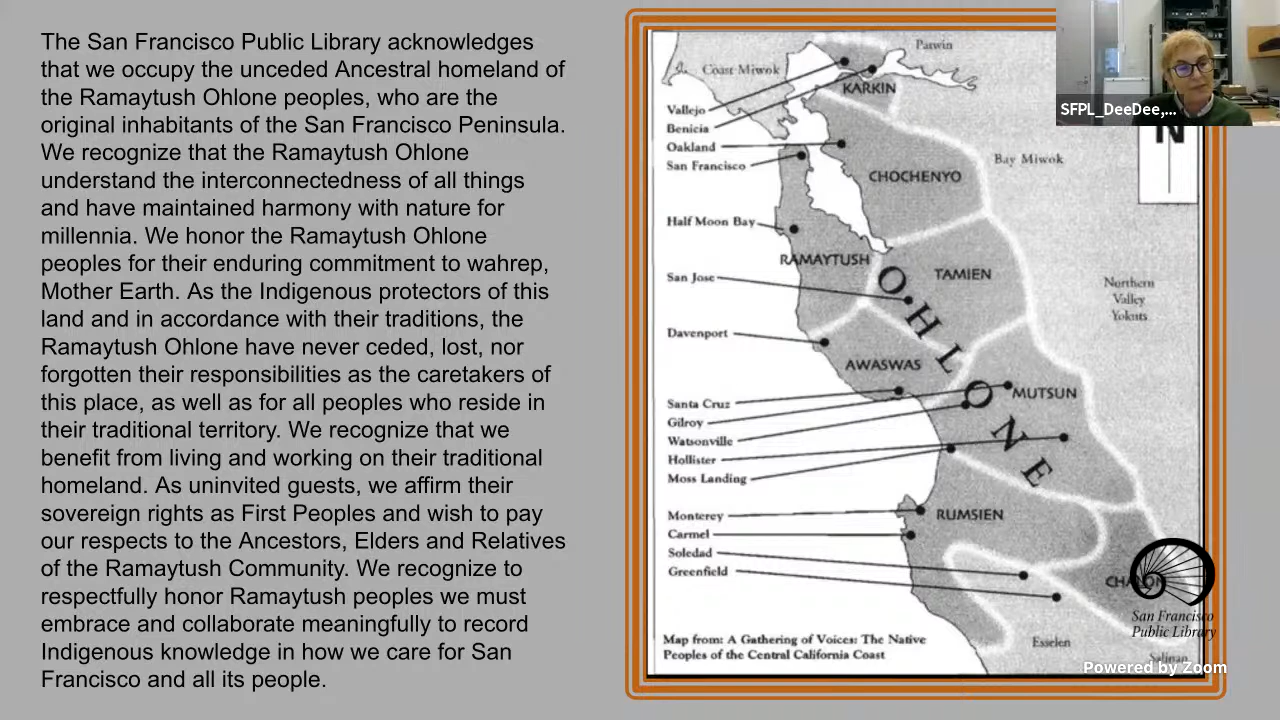 The San Francisco Public Library acknowledges
that we occupy the unceded Ancestral homeland of
the Ramaytush Ohlone peoples, who are the
original inhabitants of the San Francisco Peninsula.
We recognize that the Ramaytush Ohlone
understand the interconnectedness of all things
and have maintained harmony with nature for
millennia. We honor the Ramaytush Ohlone
peoples for their enduring commitment to wahrep,
Mother Earth. As the Indigenous protectors of this
land and in accordance with their traditions, the
Ramaytush Ohlone have never ceded, lost, nor
forgotten their responsibilities as the caretakers of
this place, as well as for all peoples who reside in
their traditional territory. We recognize that we
benefit from living and working on their traditional
homeland. As uninvited guests, we affirm their
sovereign rights as First Peoples and wish to pay
our respects to the Ancestors, Elders and Relatives
of the Ramaytush Community. We recognize to
respectfully honor Ramaytush peoples we must
embrace and collaborate meaningfully to record
Indigenous knowledge in how we care for San
Francisco and all its people.
Patwin
Coast Miwok
KARKIN
Vallejo
Benicia
Oakland
San Francisco
CHOCHENYO
Bay Miwok
N
Half Moon Bay
RAMAYTUSH
TAMIEN
San Jose
OHLONE
Northern
Valley
Yokuts
Davenport
AWASWAS
MUTSUN
Santa Cruz
Gilroy
Watsonville
Hollister
Moss Landing
Monterey
RUMSIEN
Carmel
Soledad
Greenfield
Esselen
Salinan
Map from: A Gathering of Voices: The Native
Peoples of the Central California Coast
San Francisco
Public Library
SFPL_DeeDee,...
Powered by Zoom